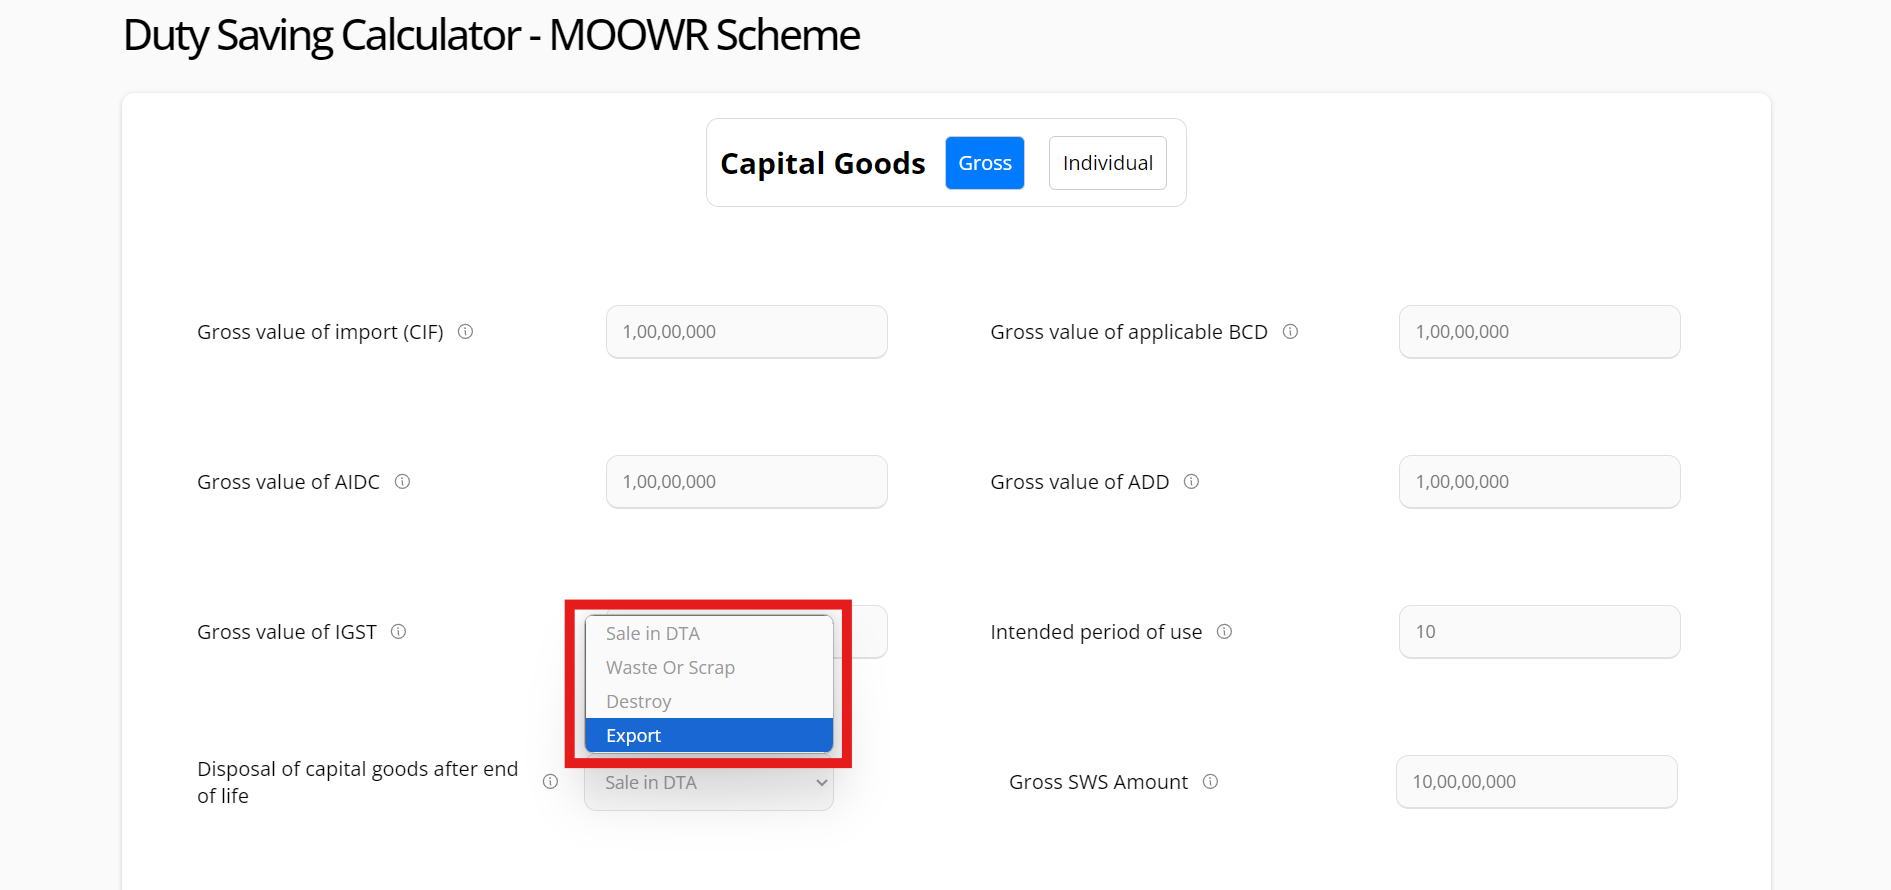 Duty Saving Calculator - MOOWR Scheme
Capital Goods Gross Individual
Gross value of import (CIF) 1,00,00,000 Gross value of applicable BCD 1,00,00,000
Gross value of AIDC 1,00,00,000 Gross value of ADD 1,00,00,000
Gross value of IGST Intended period of use 10
Sale in DTA
Waste Or Scrap
Destroy
Export
Disposal of capital goods after end
of life
Sale in DTA Gross SWS Amount 10,00,00,000